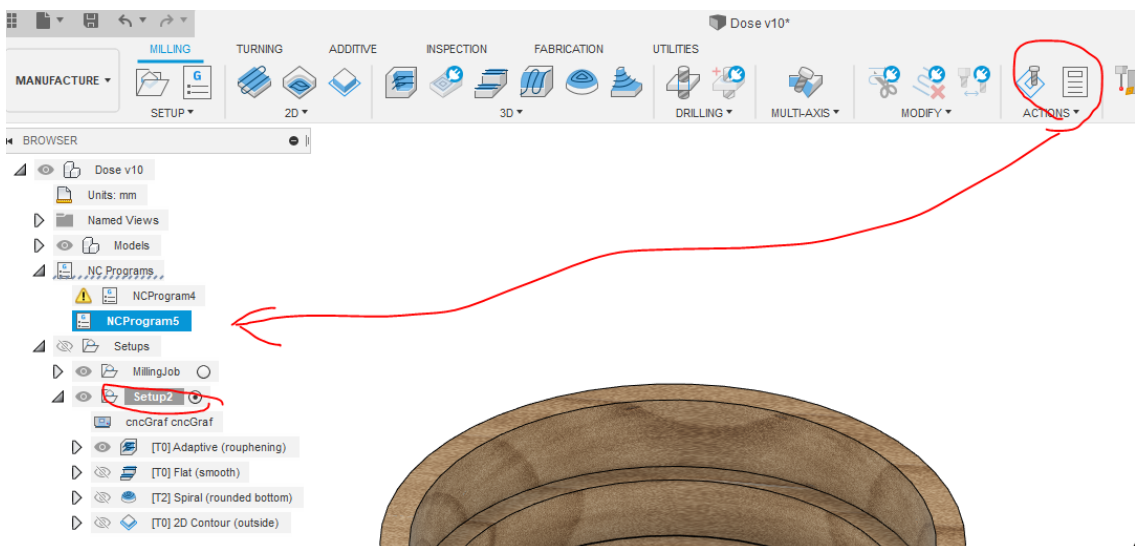 Dose v10*
MILLING TURNING ADDITIVE INSPECTION FABRICATION UTILITIES
MANUFACTURE
G
SETUP 2D 3D DRILLING MULTI-AXIS MODIFY ACTIONS
BROWSER
Dose v10
Units: mm
Named Views
Models
NC Programs
NCProgram4
NCProgram5
Setups
MillingJob
Setup2
cncGraf cncGraf
[T0] Adaptive (rouphening)
[T0] Flat (smooth)
[T2] Spiral (rounded bottom)
[T0] 2D Contour (outside)